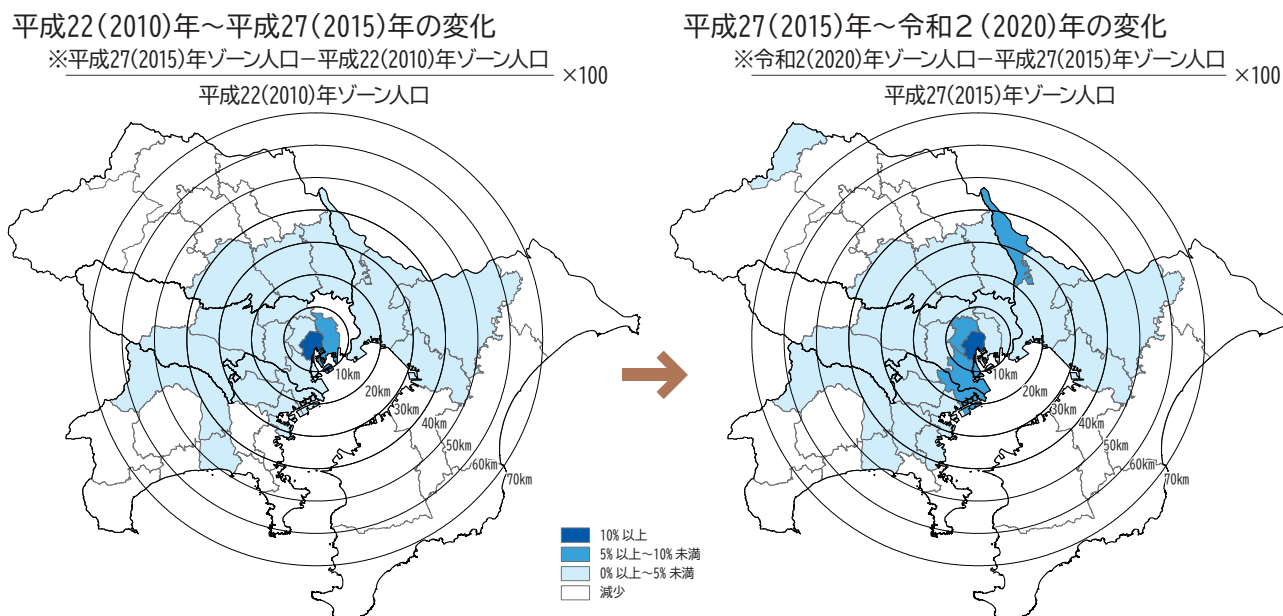 平成22(2010)年～平成27(2015)年の変化
※平成27(2015)年ゾーン人口－平成22(2010)年ゾーン人口
×100
平成22(2010)年ゾーン人口
10km
20km
30km
40km
50km
60km
70km
平成27(2015)年～令和２(2020)年の変化
※令和2(2020)年ゾーン人口－平成27(2015)年ゾーン人口
×100
平成27(2015)年ゾーン人口
10km
20km
30km
40km
50km
60km
70km
10% 以上
5% 以上～10% 未満
0% 以上～5% 未満
減少